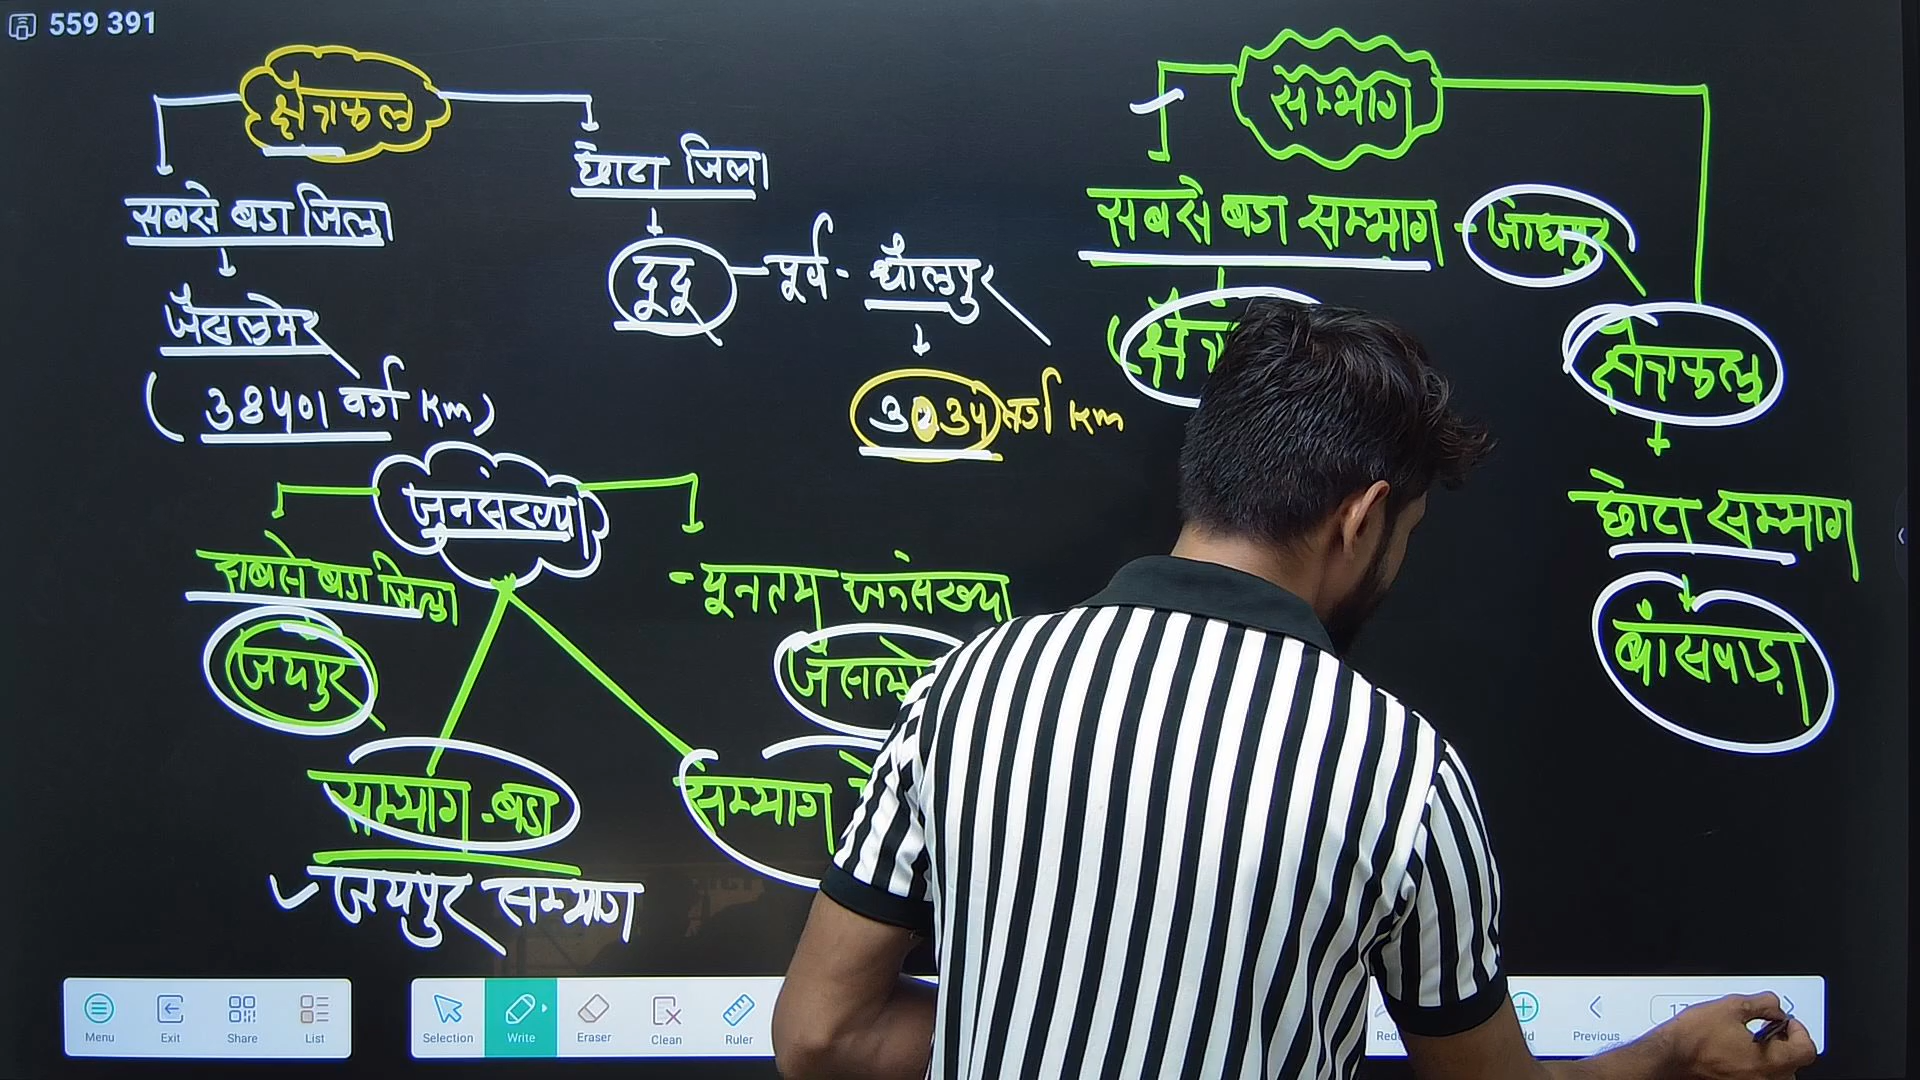 559 391
क्षेत्रफल
सबसे बडा जिला
जैसलमेर
(38401 वर्ग Km)
छोटा जिला
दूदू - पूर्व - धौलपुर
3034 वर्ग Km
जनसंख्या
सबसे बडा जिला
जयपुर
सम्भाग - बडा
जयपुर सम्भाग
जनसंख्या
सम्भाग
सम्भाग
सबसे बडा सम्भाग - जोधपुर
क्षेत्रफल
छोटा सम्भाग
बांसवाड़ा
Menu
Exit
Share
List
Selection
Write
Eraser
Clean
Ruler
Previous